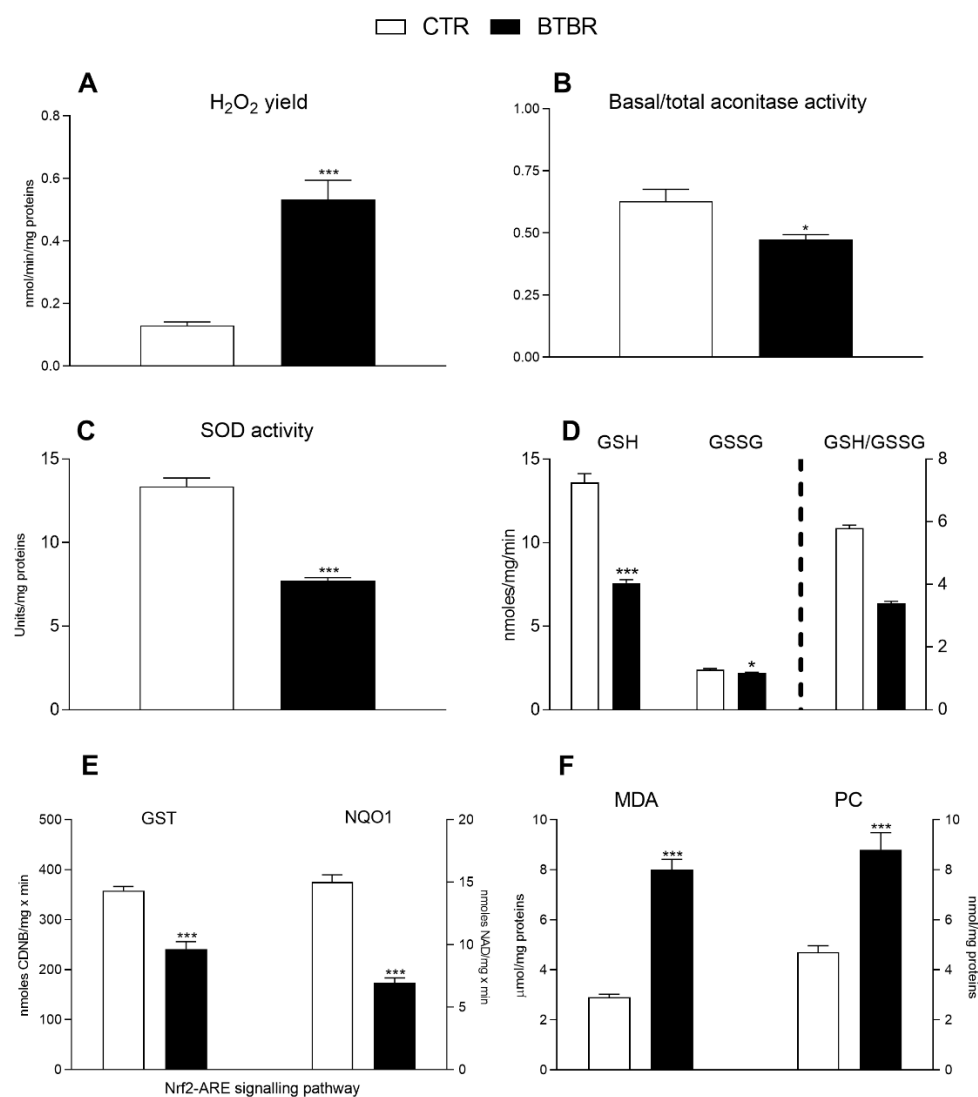 CTR BTBR
A
H₂O₂ yield
nmol/min/mg proteins
0.8
0.6
0.4
0.2
0.0
***
B
Basal/total aconitase activity
1.00
0.75
0.50
0.25
0.00
*
C
SOD activity
Units/mg proteins
15
10
5
0
***
D
GSH GSSG GSH/GSSG
nmoles/mg/min
15
10
5
0
***
*
8
6
4
2
0
E
GST NQO1
nmoles CDNB/mg x min
500
400
300
200
100
0
***
***
20
15
10
5
0
nmoles NAD/mg x min
Nrf2-ARE signalling pathway
F
MDA PC
μmol/mg proteins
10
8
6
4
2
0
***
***
10
8
6
4
2
0
nmol/mg proteins